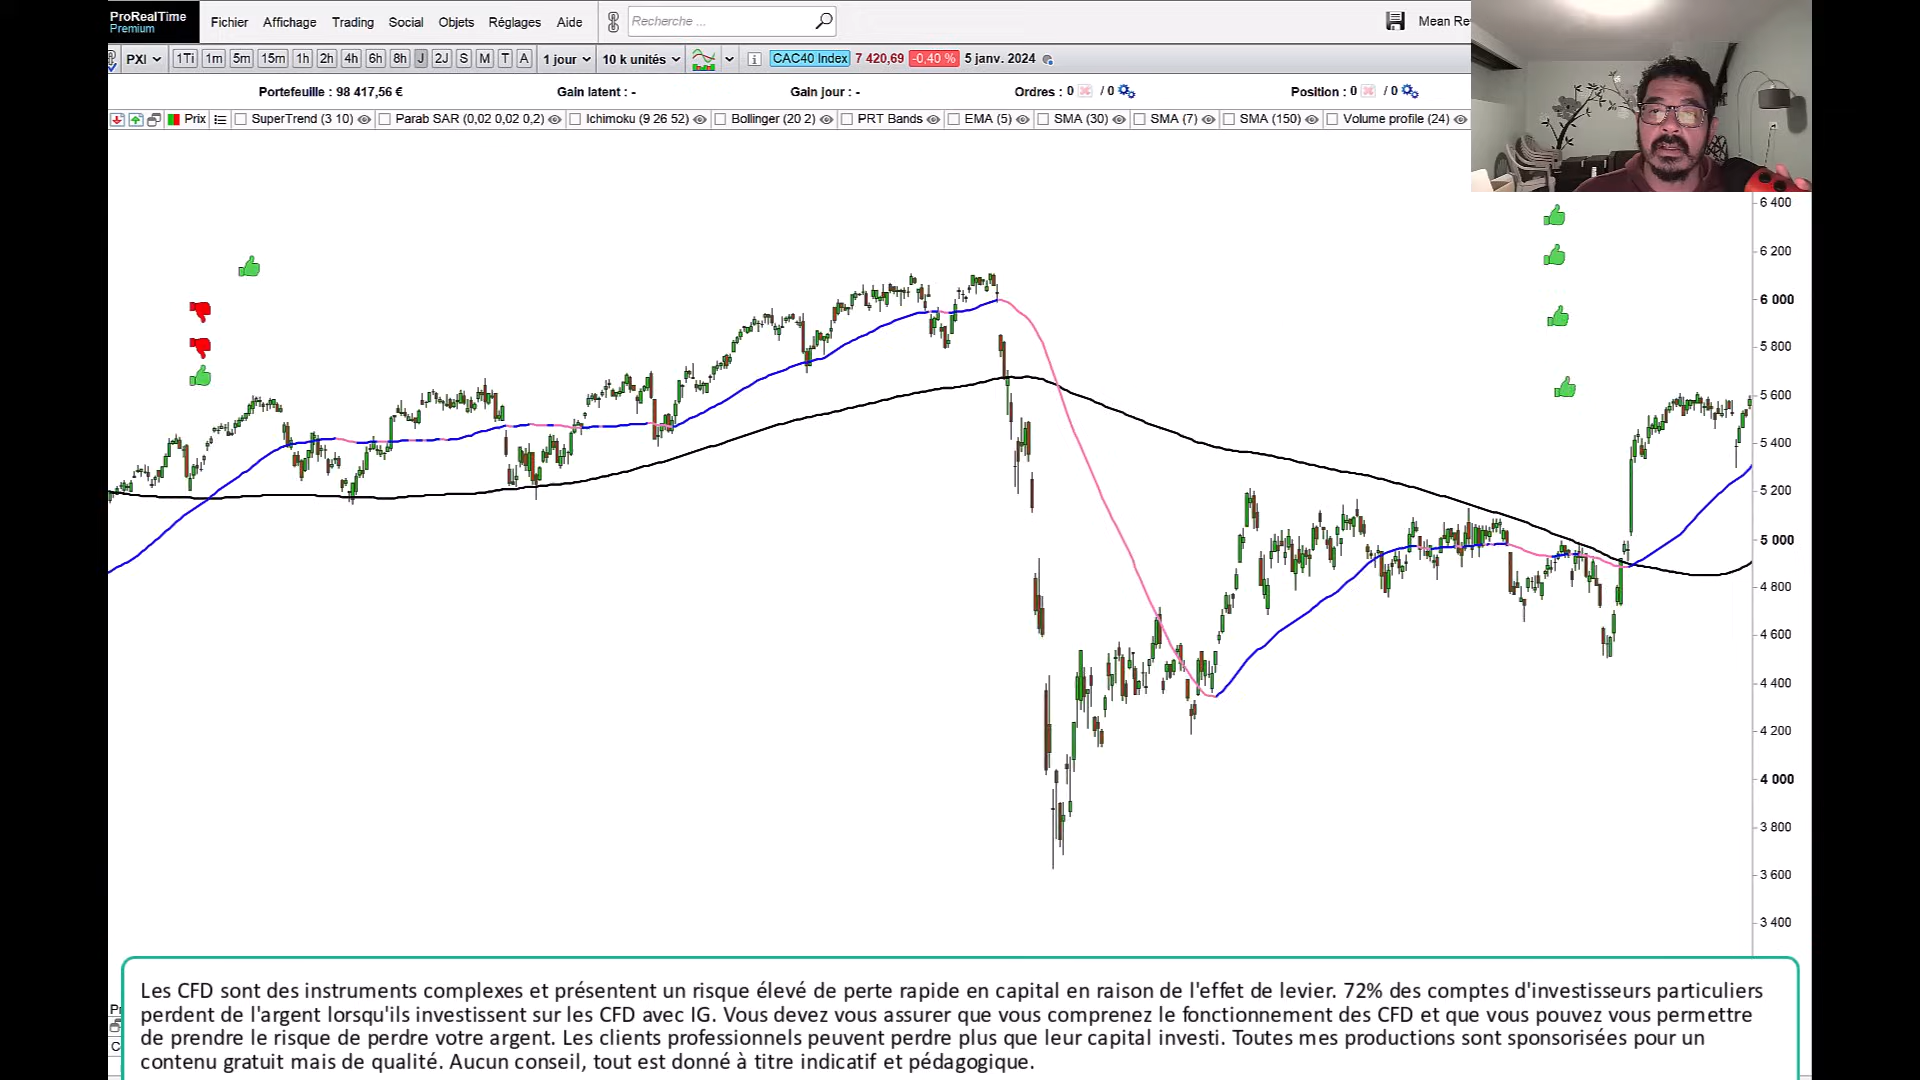 ProRealTime
Premium
Fichier Affichage Trading Social Objets Réglages Aide
Recherche ...
Mean Re
PXI 1Ti 1m 5m 15m 1h 2h 4h 6h 8h J 2J S M T A 1 jour 10 k unités CAC40 Index 7 420,69 -0,40 % 5 janv. 2024
Portefeuille : 98 417,56 € Gain latent : - Gain jour : - Ordres : 0 / 0 Position : 0 / 0
Prix SuperTrend (3 10) Parab SAR (0,02 0,02 0,2) Ichimoku (9 26 52) Bollinger (20 2) PRT Bands EMA (5) SMA (30) SMA (7) SMA (150) Volume profile (24)
6 400
6 200
6 000
5 800
5 600
5 400
5 200
5 000
4 800
4 600
4 400
4 200
4 000
3 800
3 600
3 400
Les CFD sont des instruments complexes et présentent un risque élevé de perte rapide en capital en raison de l'effet de levier. 72% des comptes d'investisseurs particuliers
perdent de l'argent lorsqu'ils investissent sur les CFD avec IG. Vous devez vous assurer que vous comprenez le fonctionnement des CFD et que vous pouvez vous permettre
de prendre le risque de perdre votre argent. Les clients professionnels peuvent perdre plus que leur capital investi. Toutes mes productions sont sponsorisées pour un
contenu gratuit mais de qualité. Aucun conseil, tout est donné à titre indicatif et pédagogique.